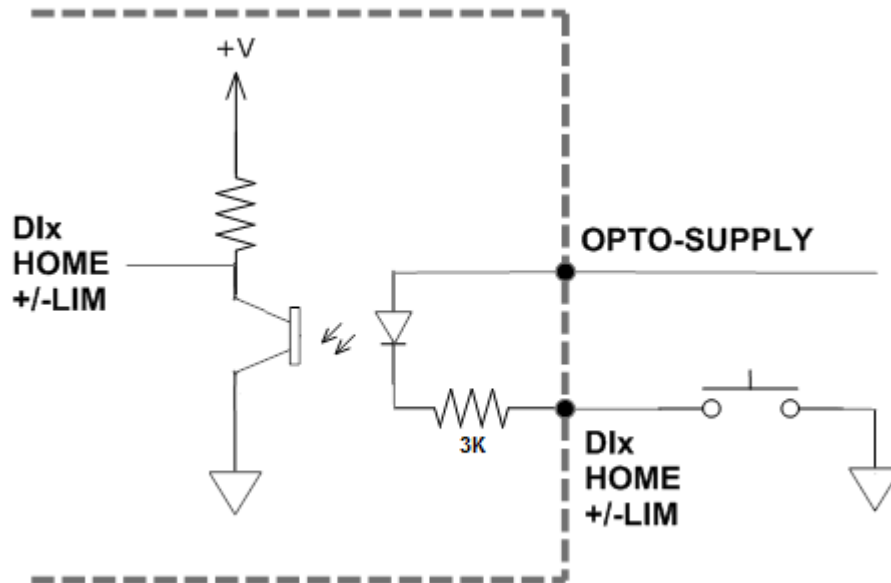 +V
DIx
HOME
+/-LIM
OPTO-SUPPLY
3K
DIx
HOME
+/-LIM